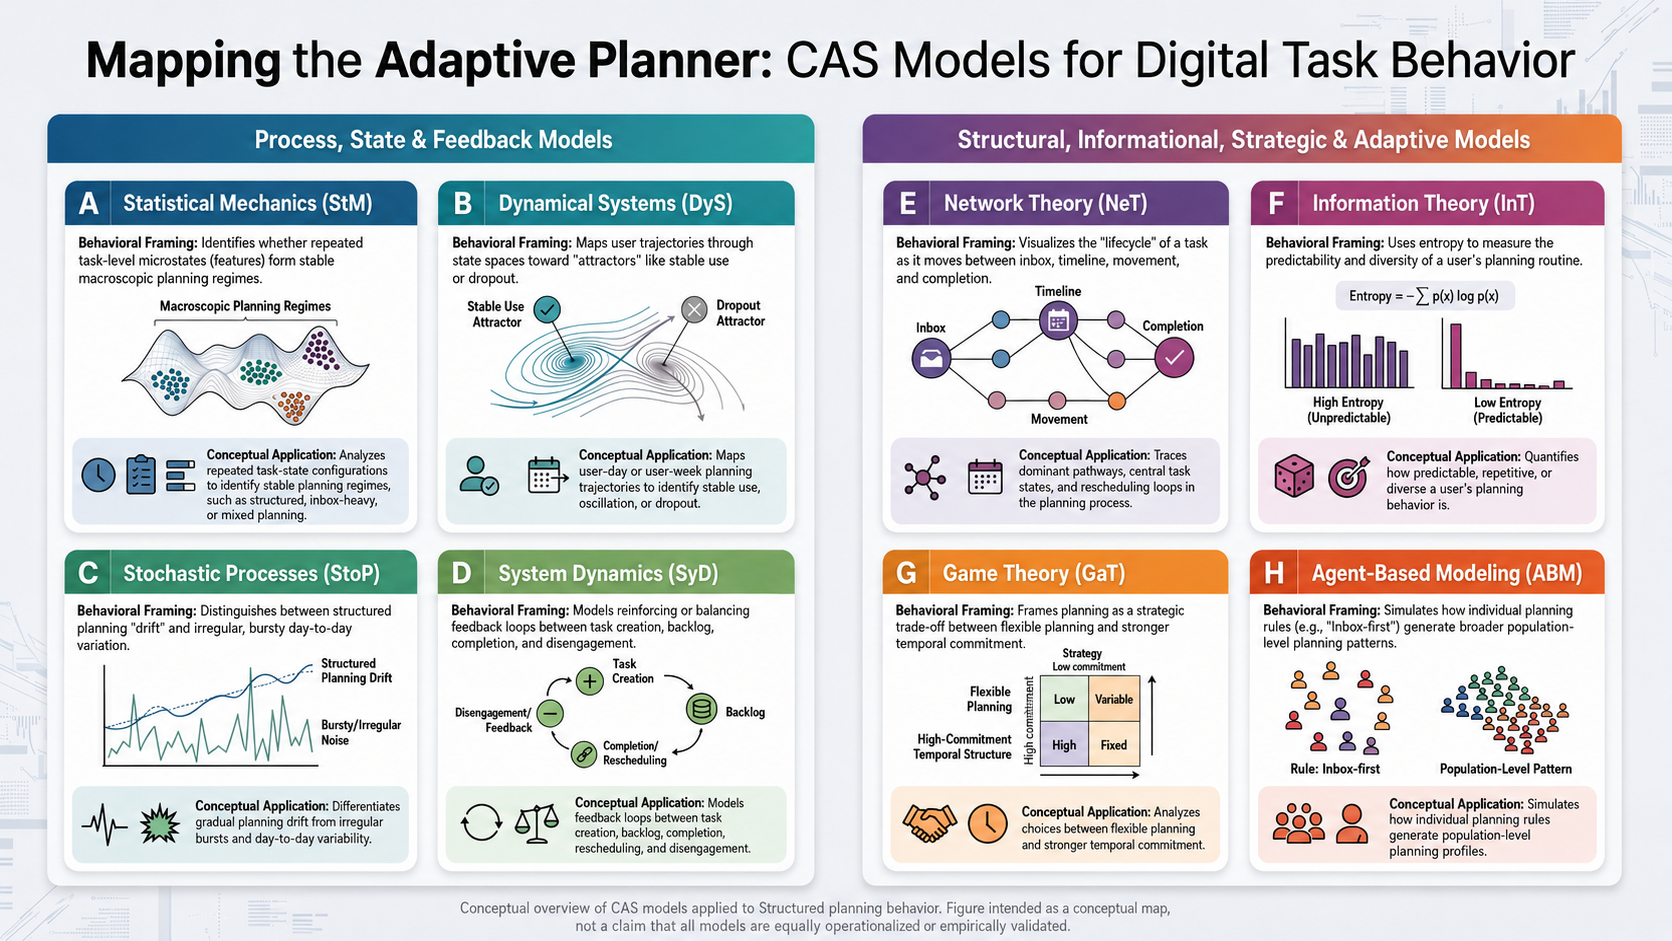 Mapping the Adaptive Planner: CAS Models for Digital Task Behavior
Process, State & Feedback Models
A Statistical Mechanics (StM)
Behavioral Framing: Identifies whether repeated
task-level microstates (features) form stable
macroscopic planning regimes.
Macroscopic Planning Regimes
Conceptual Application: Analyzes
repeated task-state configurations
to identify stable planning regimes,
such as structured, inbox-heavy,
or mixed planning.
B Dynamical Systems (DyS)
Behavioral Framing: Maps user trajectories through
state spaces toward "attractors" like stable use
or dropout.
Stable Use
Attractor
Dropout
Attractor
Conceptual Application: Maps
user-day or user-week planning
trajectories to identify stable use,
oscillation, or dropout.
C Stochastic Processes (StoP)
Behavioral Framing: Distinguishes between structured
planning "drift" and irregular, bursty day-to-day
variation.
Structured
Planning Drift
Bursty/Irregular
Noise
Conceptual Application: Differentiates
gradual planning drift from irregular
bursts and day-to-day variability.
D System Dynamics (SyD)
Behavioral Framing: Models reinforcing or balancing
feedback loops between task creation, backlog,
completion, and disengagement.
Task
Creation
Backlog
Completion/
Rescheduling
Disengagement/
Feedback
Conceptual Application: Models
feedback loops between task
creation, backlog, completion,
rescheduling, and disengagement.
Structural, Informational, Strategic & Adaptive Models
E Network Theory (NeT)
Behavioral Framing: Visualizes the "lifecycle" of a task
as it moves between inbox, timeline, movement,
and completion.
Timeline
Inbox
Completion
Movement
Conceptual Application: Traces
dominant pathways, central task
states, and rescheduling loops in
the planning process.
F Information Theory (InT)
Behavioral Framing: Uses entropy to measure the
predictability and diversity of a user's planning routine.
Entropy = −∑ p(x) log p(x)
High Entropy
(Unpredictable)
Low Entropy
(Predictable)
Conceptual Application: Quantifies
how predictable, repetitive, or
diverse a user's planning
behavior is.
G Game Theory (GaT)
Behavioral Framing: Frames planning as a strategic
trade-off between flexible planning and stronger
temporal commitment.
Strategy
Low commitment
Flexible
Planning
High-Commitment
Temporal Structure
Low Variable
High Fixed
Conceptual Application: Analyzes
choices between flexible planning
and stronger temporal commitment.
H Agent-Based Modeling (ABM)
Behavioral Framing: Simulates how individual planning
rules (e.g., "Inbox-first") generate broader population-
level planning patterns.
Rule: Inbox-first
Population-Level Pattern
Conceptual Application: Simulates
how individual planning rules
generate population-level
planning profiles.
Conceptual overview of CAS models applied to Structured planning behavior. Figure intended as a conceptual map,
not a claim that all models are equally operationalized or empirically validated.